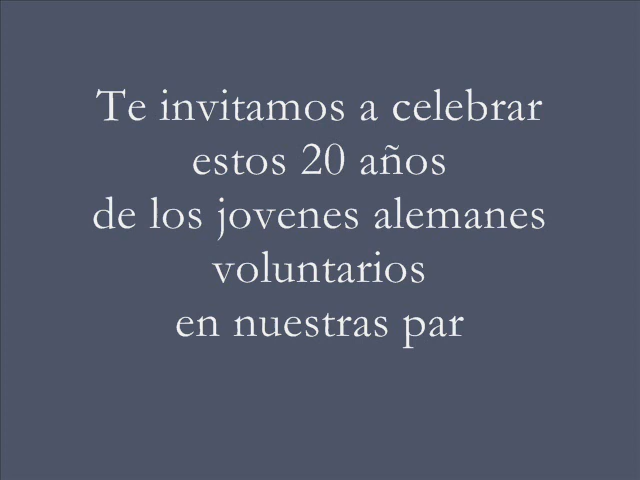 Te invitamos a celebrar
estos 20 años
de los jovenes alemanes
voluntarios
en nuestras par